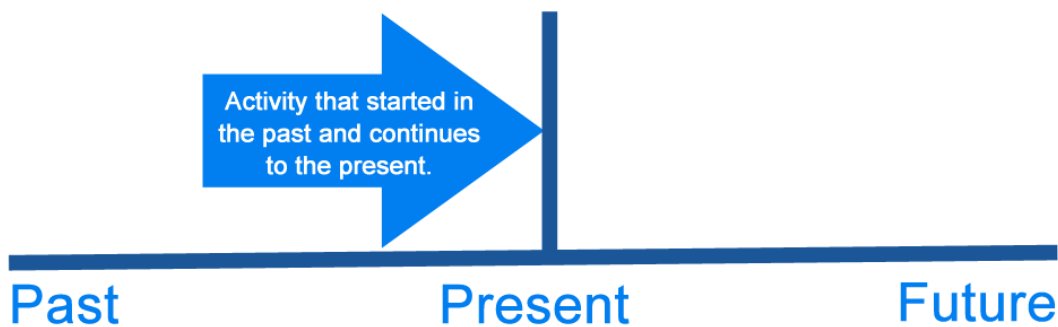 Activity that started in
the past and continues
to the present.
Past Present Future